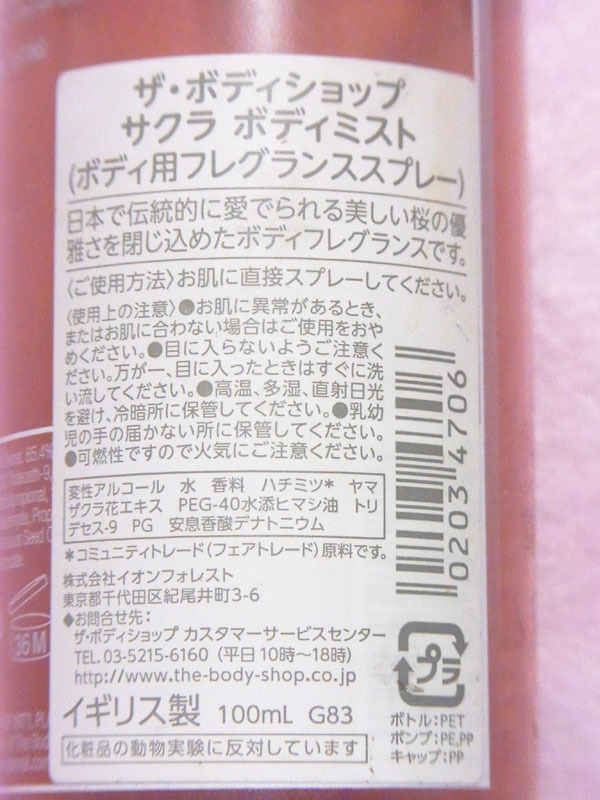 ザ・ボディショップ
サクラ ボディミスト
(ボディ用フレグランススプレー)
日本で伝統的に愛でられる美しい桜の優
雅さを閉じ込めたボディフレグランスです。
〈ご使用方法〉お肌に直接スプレーしてください。
〈使用上の注意〉●お肌に異常があるとき、
またはお肌に合わない場合はご使用をおや
めください。●目に入らないようご注意く
ださい。万が一、目に入ったときはすぐに洗
い流してください。●高温、多湿、直射日光
を避け、冷暗所に保管してください。●乳幼
児の手の届かない所に保管してください。
●可燃性ですので火気にご注意ください。
変性アルコール 水 香料 ハチミツ* ヤマ
ザクラ花エキス PEG-40水添ヒマシ油 トリ
デセス-9 PG 安息香酸デナトニウム
*コミュニティトレード(フェアトレード)原料です。
株式会社イオンフォレスト
東京都千代田区紀尾井町3-6
◆お問合せ先:
ザ・ボディショップ カスタマーサービスセンター
TEL. 03-5215-6160 (平日10時~18時)
http://www.the-body-shop.co.jp
イギリス製 100mL G83
化粧品の動物実験に反対しています
0203 4706
プラ
ボトル:PET
ポンプ:PE,PP
キャップ:PP
65.4%
36 M